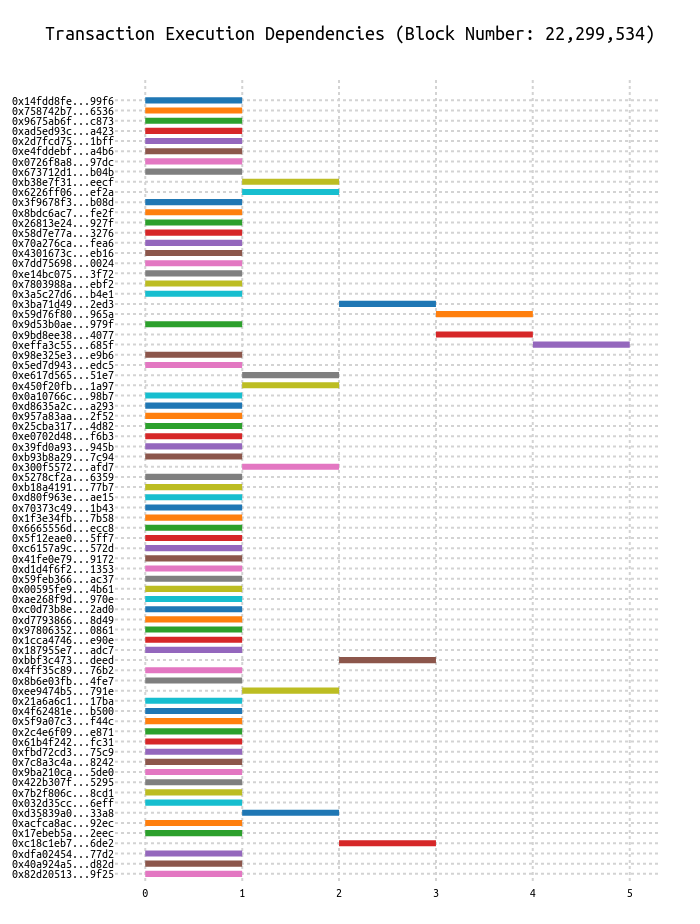 Transaction Execution Dependencies (Block Number: 22,299,534)
0x14fdd8fe...99f6
0x758742b7...6536
0x9675ab6f...c873
0xad5ed93c...a423
0x2d7fcd75...1bff
0xe4fddebf...a4b6
0x0726f8a8...97dc
0x673712d1...b04b
0xb38e7f31...eecf
0x6226ff06...ef2a
0x3f9678f3...b08d
0x8bdc6ac7...fe2f
0x26813e24...927f
0x58d7e77a...3276
0x70a276ca...fea6
0x4301673c...eb16
0x7dd75698...0024
0xe14bc075...3f72
0x7803988a...ebf2
0x3a5c27d6...b4e1
0x3ba71d49...2ed3
0x59d76f80...965a
0x9d53b0ae...979f
0x9bd8ee38...4077
0xeffa3c55...685f
0x98e325e3...e9b6
0x5ed7d943...edc5
0xe617d565...51e7
0x450f20fb...1a97
0x0a10766c...98b7
0xd8635a2c...a293
0x957a83aa...2f52
0x25cba317...4d82
0xe0702d48...f6b3
0x39fd0a93...945b
0xb93b8a29...7c94
0x300f5572...afd7
0x5278cf2a...6359
0xb18a4191...77b7
0xd80f963e...ae15
0x70373c49...1b43
0x1f3e34fb...7b58
0x6665556d...ecc8
0x5f12eae0...5ff7
0xc6157a9c...572d
0x41fe0e79...9172
0xd1d4f6f2...1353
0x59feb366...ac37
0x00595fe9...4b61
0xae268f9d...970e
0xc0d73b8e...2ad0
0xd7793866...8d49
0x97806352...0861
0x1cca4746...e90e
0x187955e7...adc7
0xbbf3c473...deed
0x4ff35c89...76b2
0x8b6e03fb...4fe7
0xee9474b5...791e
0x21a6a6c1...17ba
0x4f62481e...b500
0x5f9a07c3...f44c
0x2c4e6f09...e871
0x61b4f242...fc31
0xfbd72cd3...75c9
0x7c8a3c4a...8242
0x9ba210ca...5de0
0x422b307f...5295
0x7b2f806c...8cd1
0x032d35cc...6eff
0xd35839a0...33a8
0xacfca8ac...92ec
0x17ebeb5a...2eec
0xc18c1eb7...6de2
0xdfa02454...77d2
0x40a924a5...d82d
0x82d20513...9f25
0 1 2 3 4 5